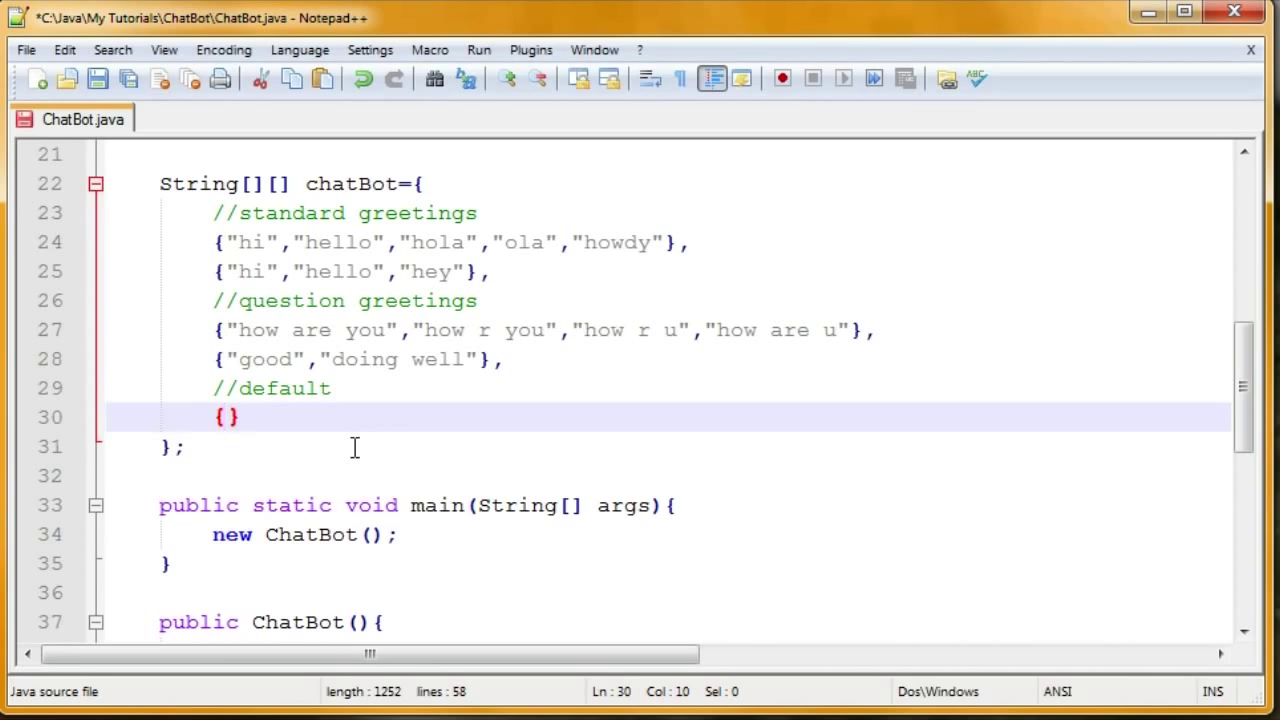 *C:\Java\My Tutorials\ChatBot\ChatBot.java - Notepad++
File Edit Search View Encoding Language Settings Macro Run Plugins Window ? X
ABC
ChatBot.java
21
22 String[][] chatBot={
23 //standard greetings
24 {"hi","hello","hola","ola","howdy"},
25 {"hi","hello","hey"},
26 //question greetings
27 {"how are you","how r you","how r u","how are u"},
28 {"good","doing well"},
29 //default
30 {}
31 };
32
33 public static void main(String[] args){
34 new ChatBot();
35 }
36
37 public ChatBot(){
Java source file length : 1252 lines : 58 Ln : 30 Col : 10 Sel : 0 Dos\Windows ANSI INS